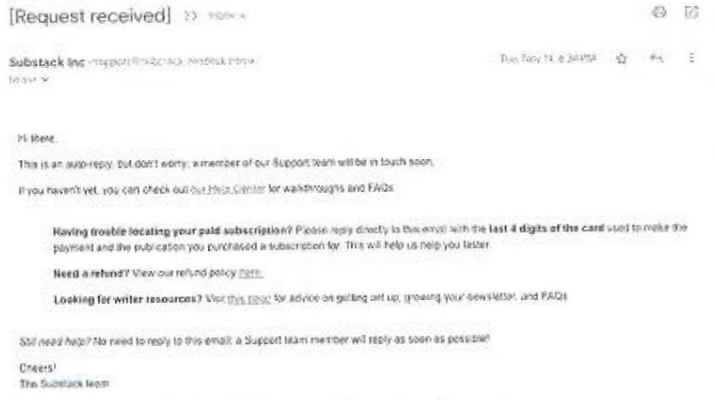 [Request received] Inbox
Substack Inc
Tue, Nov 14,
to me
Hi there,
This is an auto-reply, but don't worry, a member of our Support team will be in touch soon.
If you haven't yet, you can check out our Help Center for walkthroughs and FAQs
Having trouble locating your paid subscription? Please reply directly to this email with the last 4 digits of the card used to make the
payment and the publication you purchased a subscription for. This will help us help you faster.
Need a refund? View our refund policy here.
Looking for writer resources? Visit this page for advice on getting set up, growing your newsletter, and FAQs
Still need help? No need to reply to this email; a Support team member will reply as soon as possible!
Cheers!
The Substack team